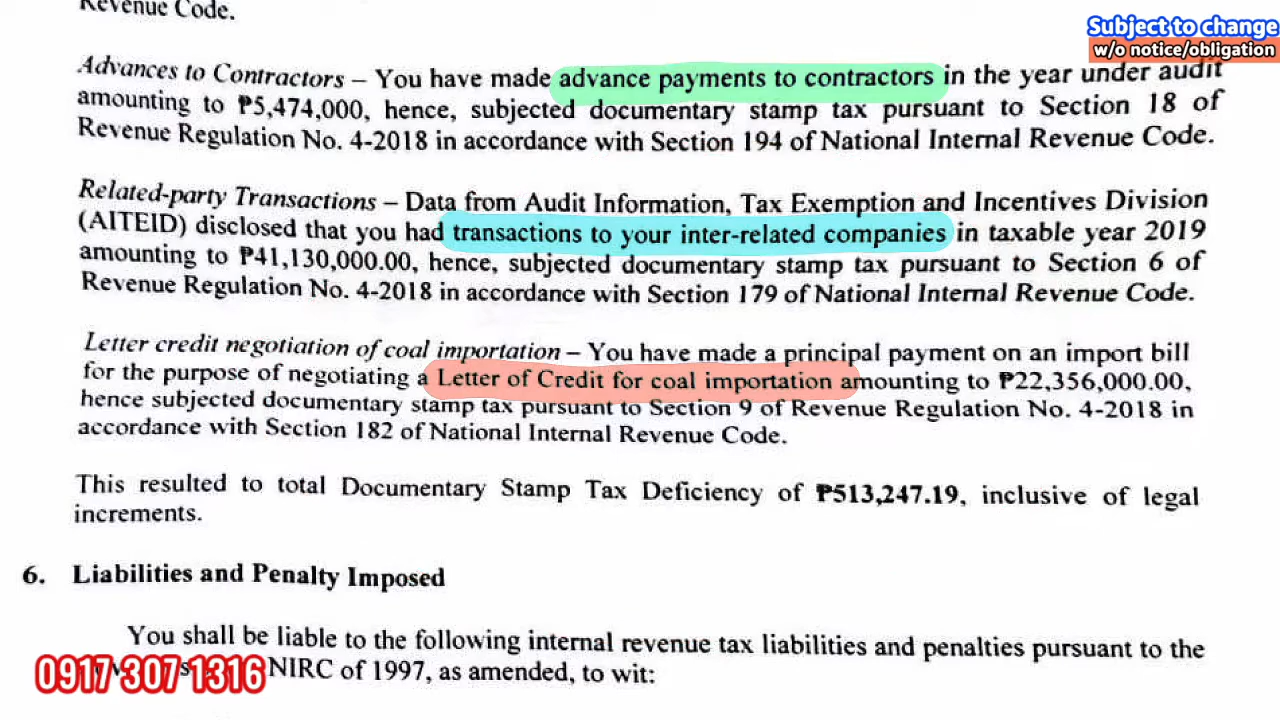 Revenue Code.
Subject to change
w/o notice/obligation
Advances to Contractors – You have made advance payments to contractors in the year under audit
amounting to ₱5,474,000, hence, subjected documentary stamp tax pursuant to Section 18 of
Revenue Regulation No. 4-2018 in accordance with Section 194 of National Internal Revenue Code.
Related-party Transactions – Data from Audit Information, Tax Exemption and Incentives Division
(AITEID) disclosed that you had transactions to your inter-related companies in taxable year 2019
amounting to ₱41,130,000.00, hence, subjected documentary stamp tax pursuant to Section 6 of
Revenue Regulation No. 4-2018 in accordance with Section 179 of National Internal Revenue Code.
Letter credit negotiation of coal importation – You have made a principal payment on an import bill
for the purpose of negotiating a Letter of Credit for coal importation amounting to ₱22,356,000.00,
hence subjected documentary stamp tax pursuant to Section 9 of Revenue Regulation No. 4-2018 in
accordance with Section 182 of National Internal Revenue Code.
This resulted to total Documentary Stamp Tax Deficiency of ₱513,247.19, inclusive of legal
increments.
6. Liabilities and Penalty Imposed
You shall be liable to the following internal revenue tax liabilities and penalties pursuant to the
NIRC of 1997, as amended, to wit:
0917 307 1316